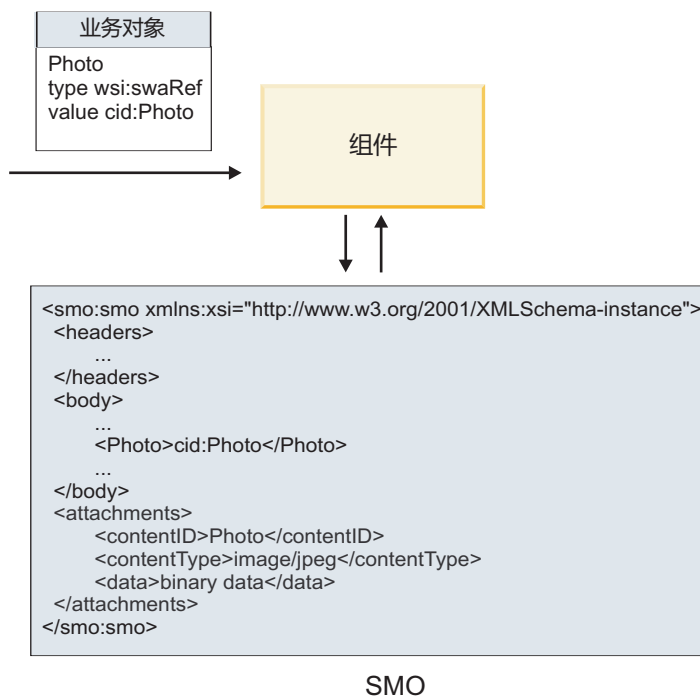 业务对象
Photo
type wsi:swaRef
value cid:Photo
组件
<smo:smo xmlns:xsi="http://www.w3.org/2001/XMLSchema-instance">
<headers>
...
</headers>
<body>
...
<Photo>cid:Photo</Photo>
...
</body>
<attachments>
<contentID>Photo</contentID>
<contentType>image/jpeg</contentType>
<data>binary data</data>
</attachments>
</smo:smo>
SMO